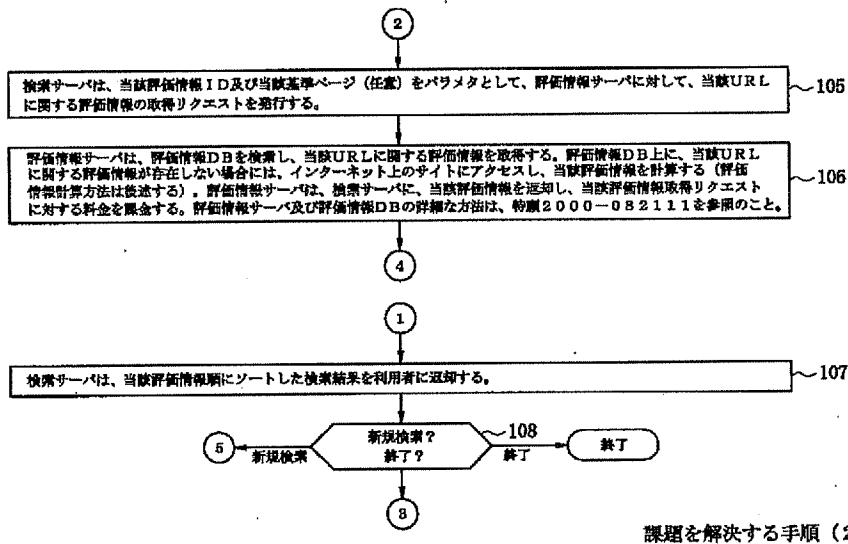 2
検索サーバは、当該評価情報ID及び当該基準ページ(任意)をパラメタとして、評価情報サーバに対して、当該URL
に関する評価情報の取得リクエストを発行する。
105
評価情報サーバは、評価情報DBを検索し、当該URLに関する評価情報を取得する。評価情報DB上に、当該URL
に関する評価情報が存在しない場合には、インターネット上のサイトにアクセスし、当該評価情報を計算する(評価
情報計算方法は後述する)。評価情報サーバは、検索サーバに、当該評価情報を返却し、当該評価情報取得リクエスト
に対する料金を課金する。評価情報サーバ及び評価情報DBの詳細な方法は、特願2000-082111を参照のこと。
106
4
1
検索サーバは、当該評価情報順にソートした検索結果を利用者に返却する。
107
新規検索?
終了?
108
5
新規検索
終了
終了
3
課題を解決する手順(2